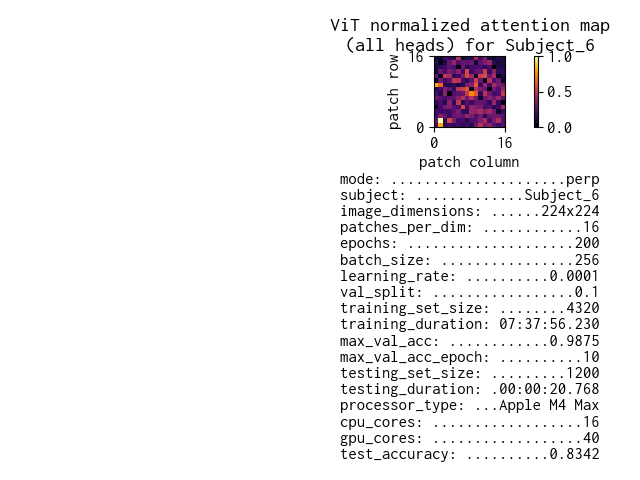 ViT normalized attention map
(all heads) for Subject_6
patch row
16
0
0
16
patch column
1.0
0.5
0.0
mode: .....................perp
subject: .............Subject_6
image_dimensions: ......224x224
patches_per_dim: ............16
epochs: ....................200
batch_size: ................256
learning_rate: ..........0.0001
val_split: .................0.1
training_set_size: ........4320
training_duration: 07:37:56.230
max_val_acc: ............0.9875
max_val_acc_epoch: ..........10
testing_set_size: .........1200
testing_duration: .00:00:20.768
processor_type: ...Apple M4 Max
cpu_cores: ..................16
gpu_cores: ..................40
test_accuracy: ..........0.8342